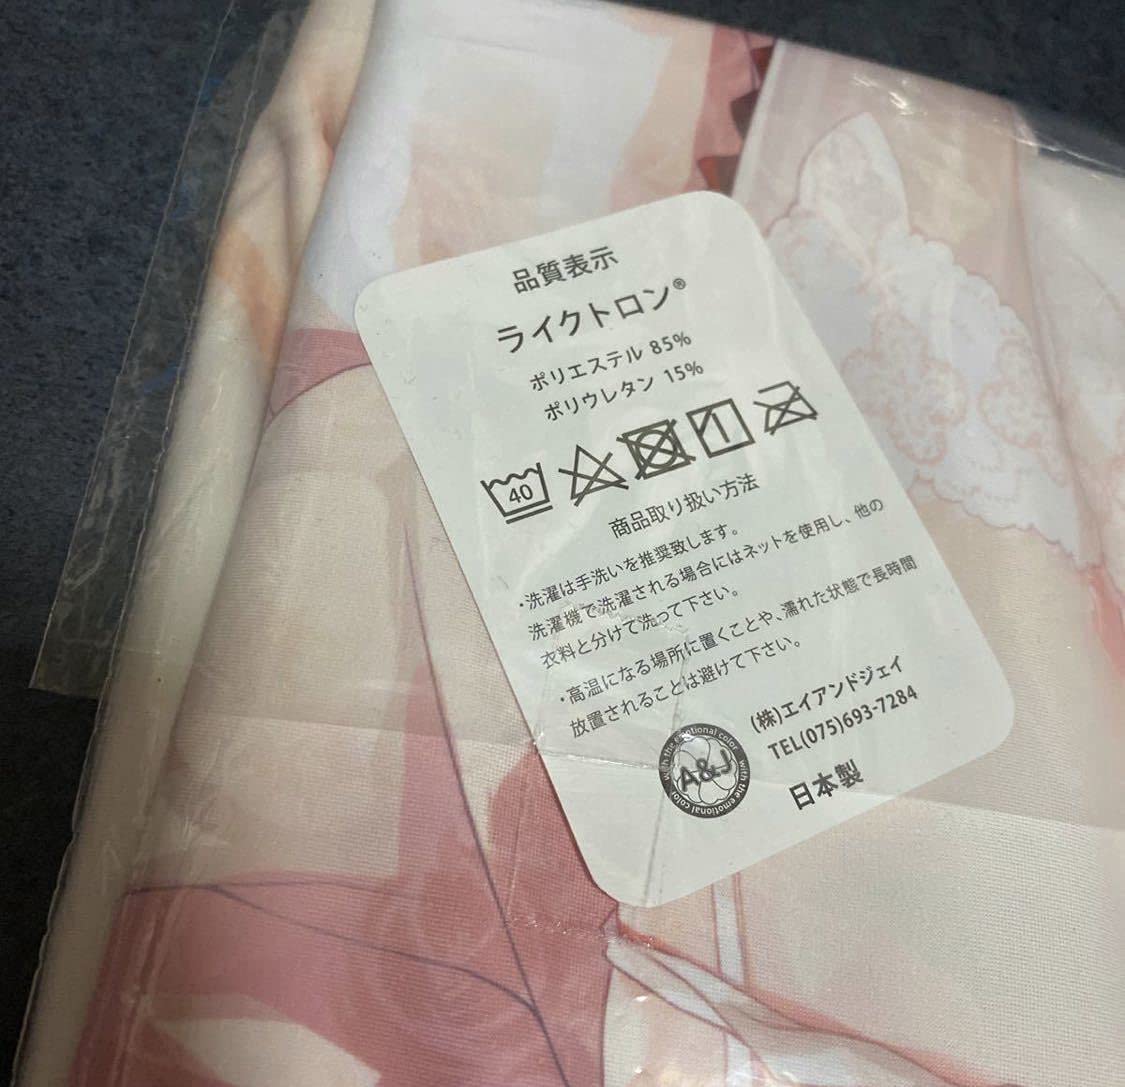 品質表示
ライクトロン®
ポリエステル 85%
ポリウレタン 15%
40
商品取り扱い方法
・洗濯は手洗いを推奨致します。
洗濯機で洗濯される場合にはネットを使用し、他の
衣料と分けて洗って下さい。
・高温になる場所に置くことや、濡れた状態で長時間
放置されることは避けて下さい。
with the emotional color with the emotional color
A&J
(株)エイアンドジェイ
TEL(075)693-7284
日本製